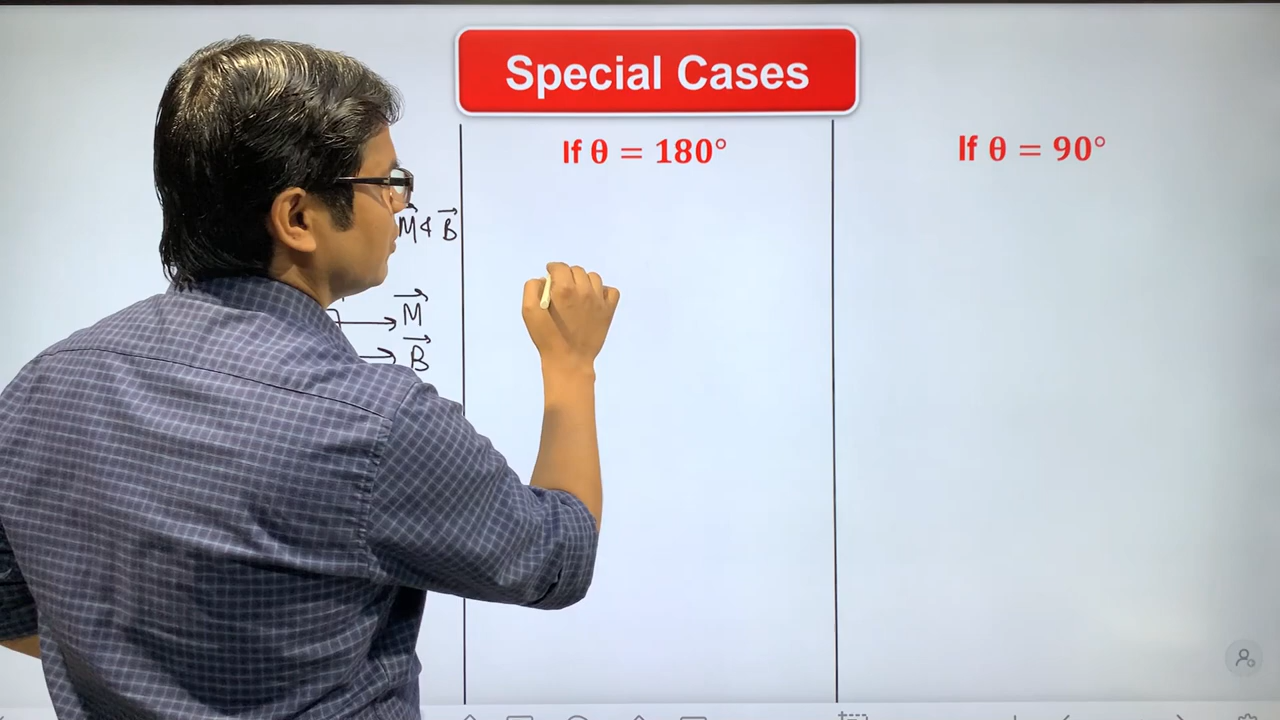 Special Cases
If θ = 180°
If θ = 90°
M⃗ & B⃗
M⃗
B⃗